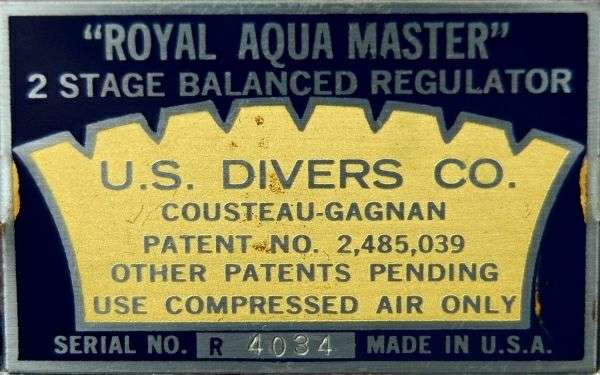 "ROYAL AQUA MASTER"
2 STAGE BALANCED REGULATOR
U.S. DIVERS CO.
COUSTEAU-GAGNAN
PATENT NO. 2,485,039
OTHER PATENTS PENDING
USE COMPRESSED AIR ONLY
SERIAL NO. R 4034 MADE IN U.S.A.